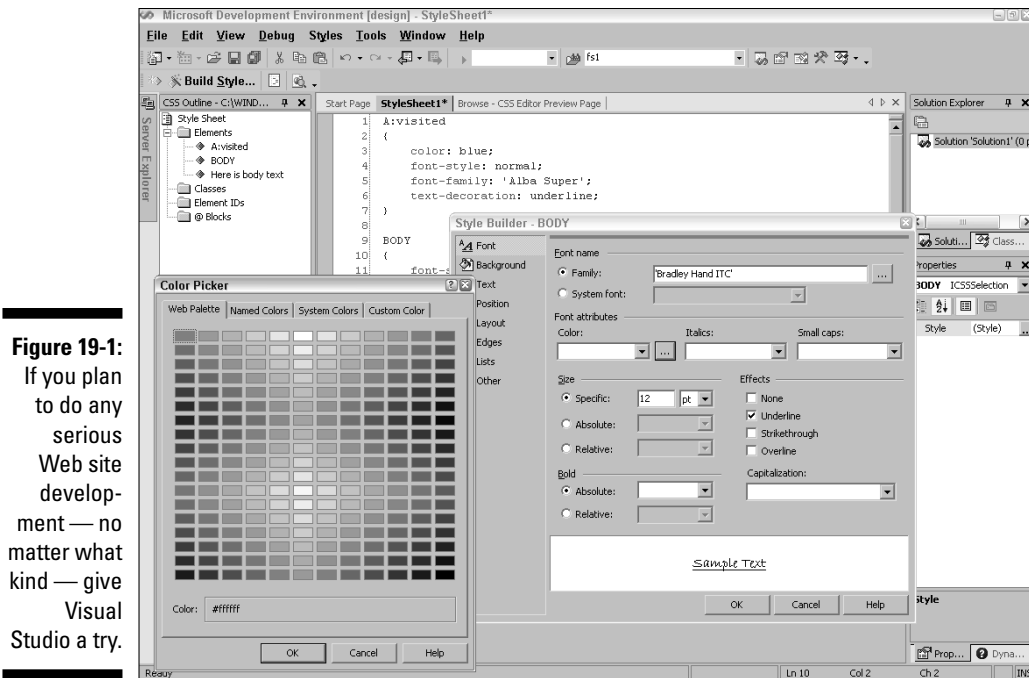 Microsoft Development Environment [design] - StyleSheet1*
File Edit View Debug Styles Tools Window Help
fs1
Build Style...
Server Explorer
CSS Outline - C:\WIND...
Style Sheet
Elements
A:visited
BODY
Here is body text
Classes
Element IDs
@ Blocks
Start Page StyleSheet1* Browse - CSS Editor Preview Page
1 A:visited
2 {
3 color: blue;
4 font-style: normal;
5 font-family: 'Alba Super';
6 text-decoration: underline;
7 }
8
9 BODY
10 {
11 font-s
Solution Explorer
Solution 'Solution1' (0 p
Soluti... Class...
Properties
BODY ICSSSelection
Style (Style)
Style
Prop... Dyna...
Style Builder - BODY
Font
Background
Text
Position
Layout
Edges
Lists
Other
Font name
Family: 'Bradley Hand ITC' ...
System font:
Font attributes
Color: Italics: Small caps:
...
Size
Specific: 12 pt
Absolute:
Relative:
Effects
None
Underline
Strikethrough
Overline
Bold
Absolute:
Relative:
Capitalization:
Sample Text
OK Cancel Help
Color Picker
Web Palette Named Colors System Colors Custom Color
Color: #ffffff
OK Cancel Help
Ready Ln 10 Col 2 Ch 2 INS
Figure 19-1:
If you plan
to do any
serious
Web site
develop-
ment — no
matter what
kind — give
Visual
Studio a try.